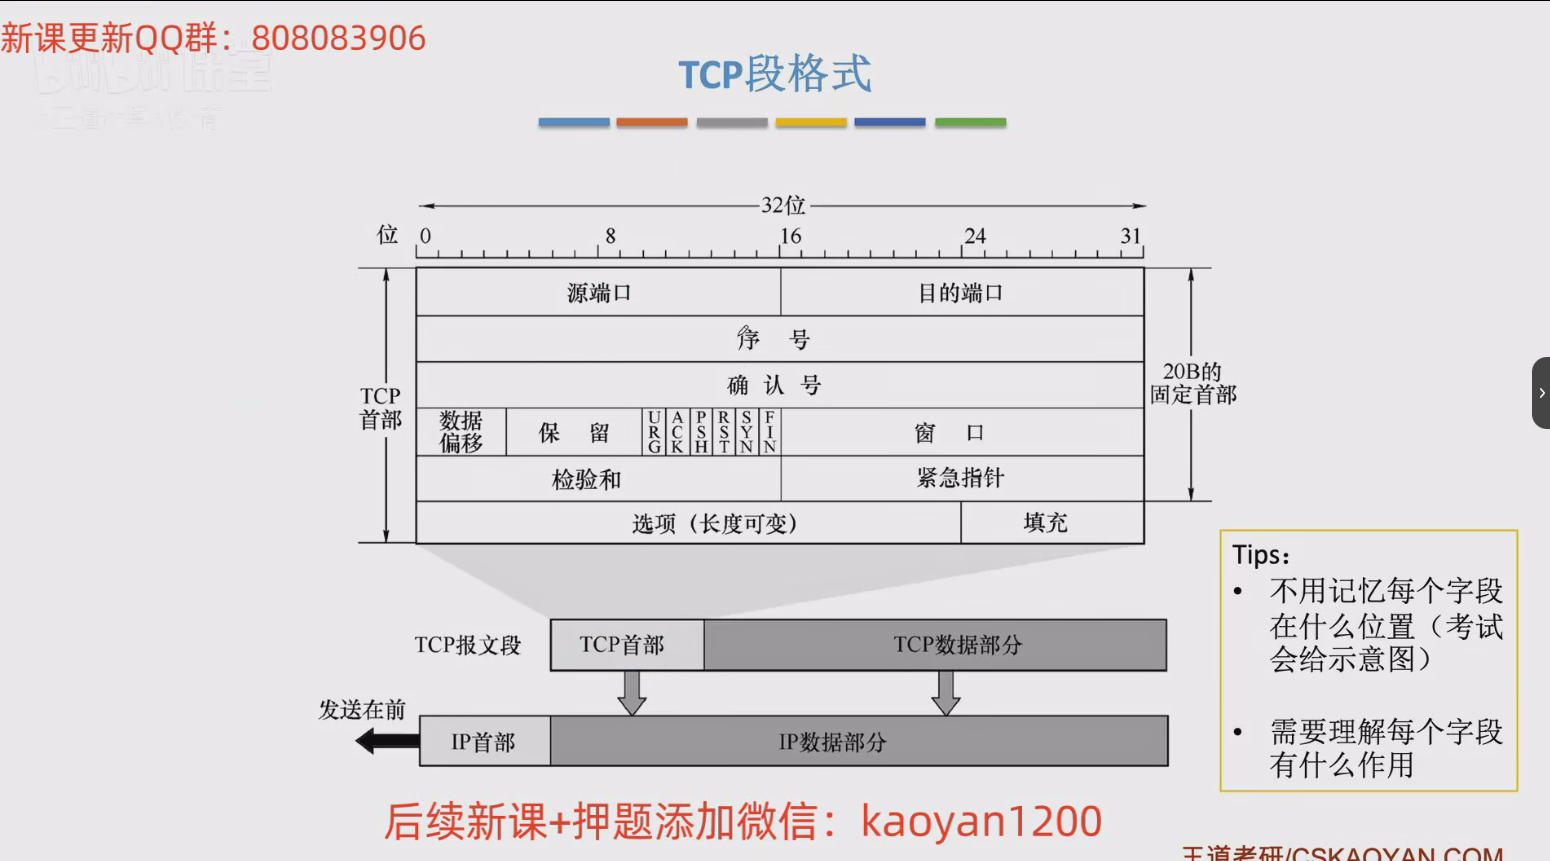 新课更新QQ群：808083906
TCP段格式
32位
位 0 8 16 24 31
源端口 目的端口
序 号
确 认 号
数据偏移 保 留 URG ACK PSH RST SYN FIN 窗 口
检验和 紧急指针
选项（长度可变） 填充
TCP首部
20B的
固定首部
TCP报文段 TCP首部 TCP数据部分
发送在前
IP首部 IP数据部分
Tips：
• 不用记忆每个字段
在什么位置（考试
会给示意图）
• 需要理解每个字段
有什么作用
后续新课+押题添加微信：kaoyan1200
王道考研/CSKAOYAN.COM